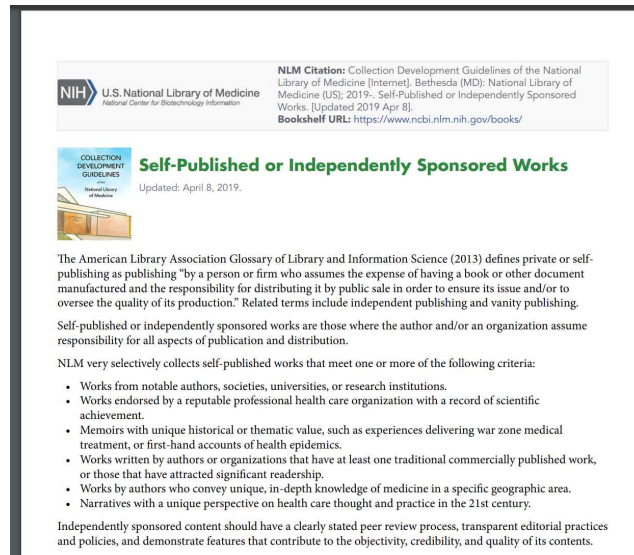 NLM Citation: Collection Development Guidelines of the National
Library of Medicine [Internet]. Bethesda (MD): National Library of
Medicine (US); 2019-. Self-Published or Independently Sponsored
Works. [Updated 2019 Apr 8].
Bookshelf URL: https://www.ncbi.nlm.nih.gov/books/
NIH U.S. National Library of Medicine
National Center for Biotechnology Information
COLLECTION
DEVELOPMENT
GUIDELINES
of the
National Library
of Medicine
Self-Published or Independently Sponsored Works
Updated: April 8, 2019.
The American Library Association Glossary of Library and Information Science (2013) defines private or self-
publishing as publishing “by a person or firm who assumes the expense of having a book or other document
manufactured and the responsibility for distributing it by public sale in order to ensure its issue and/or to
oversee the quality of its production.” Related terms include independent publishing and vanity publishing.
Self-published or independently sponsored works are those where the author and/or an organization assume
responsibility for all aspects of publication and distribution.
NLM very selectively collects self-published works that meet one or more of the following criteria:
• Works from notable authors, societies, universities, or research institutions.
• Works endorsed by a reputable professional health care organization with a record of scientific
achievement.
• Memoirs with unique historical or thematic value, such as experiences delivering war zone medical
treatment, or first-hand accounts of health epidemics.
• Works written by authors or organizations that have at least one traditional commercially published work,
or those that have attracted significant readership.
• Works by authors who convey unique, in-depth knowledge of medicine in a specific geographic area.
• Narratives with a unique perspective on health care thought and practice in the 21st century.
Independently sponsored content should have a clearly stated peer review process, transparent editorial practices
and policies, and demonstrate features that contribute to the objectivity, credibility, and quality of its contents.